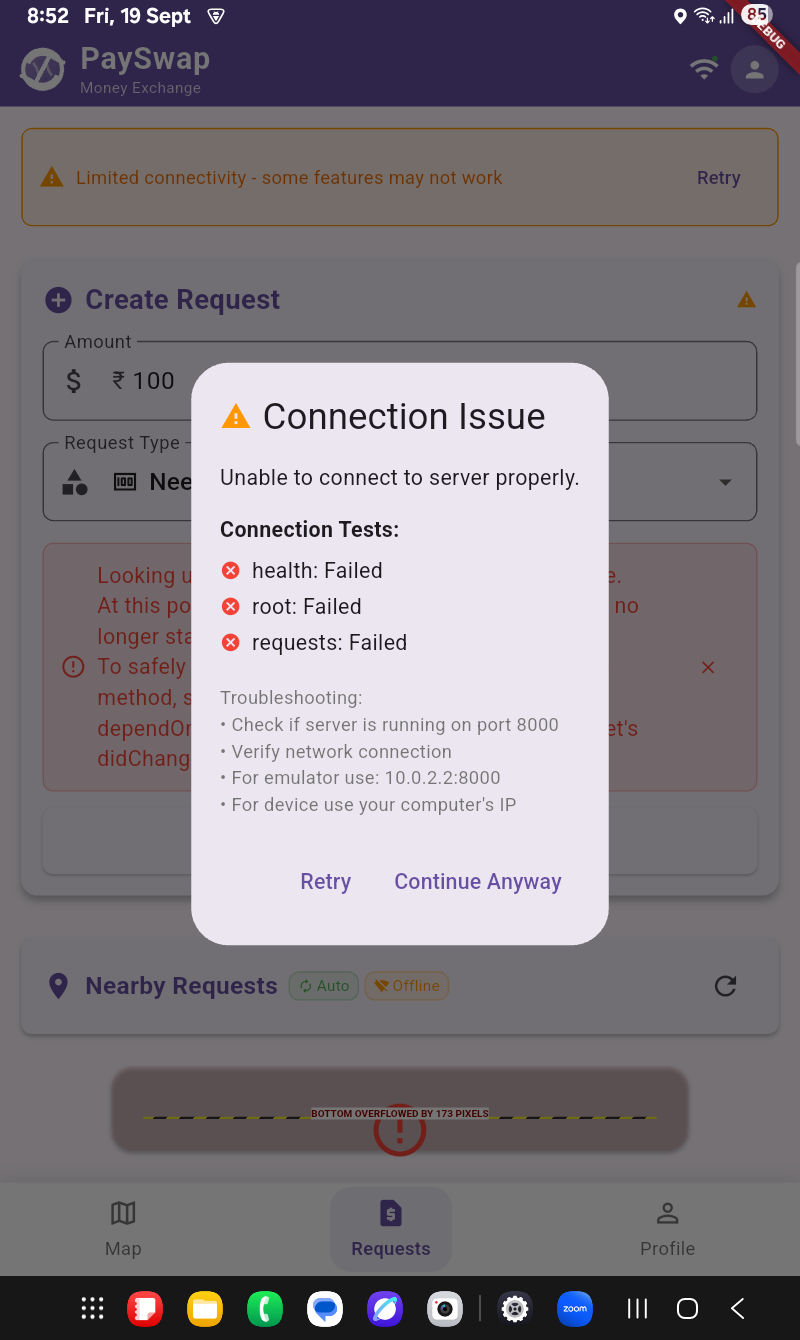 8:52 Fri, 19 Sept
85
DEBUG
PaySwap
Money Exchange
Limited connectivity - some features may not work
Retry
Create Request
Amount
$ ₹ 100
Request Type
Nee
Looking u
e.
At this po
no
longer sta
To safely
method, s
dependOn
et's
didChang
Connection Issue
Unable to connect to server properly.
Connection Tests:
health: Failed
root: Failed
requests: Failed
Troubleshooting:
• Check if server is running on port 8000
• Verify network connection
• For emulator use: 10.0.2.2:8000
• For device use your computer's IP
Retry
Continue Anyway
Nearby Requests
Auto
Offline
BOTTOM OVERFLOWED BY 173 PIXELS
Map
Requests
Profile
zoom